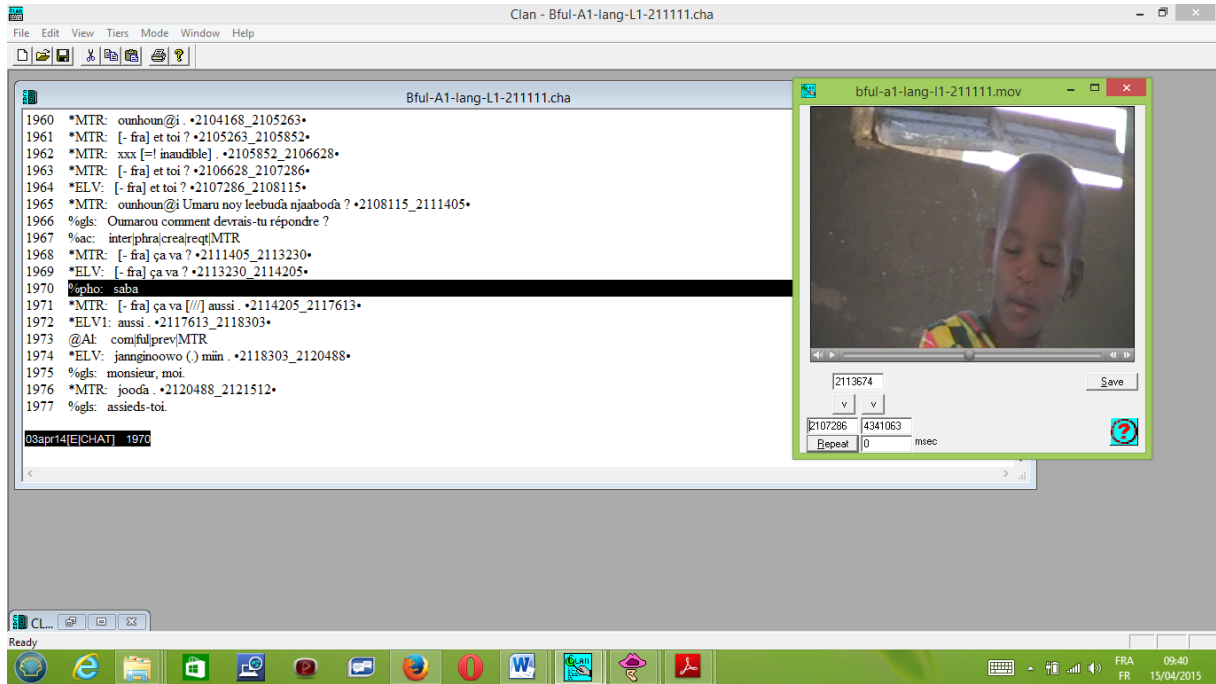 Clan - Bful-A1-lang-L1-211111.cha
File Edit View Tiers Mode Window Help
Bful-A1-lang-L1-211111.cha
1960 *MTR: ounhoun@i . •2104168_2105263•
1961 *MTR: [- fra] et toi ? •2105263_2105852•
1962 *MTR: xxx [=! inaudible] . •2105852_2106628•
1963 *MTR: [- fra] et toi ? •2106628_2107286•
1964 *ELV: [- fra] et toi ? •2107286_2108115•
1965 *MTR: ounhoun@i Umaru noy leebuɗa njaaboɗa ? •2108115_2111405•
1966 %gls: Oumarou comment devrais-tu répondre ?
1967 %ac: inter|phra|crea|reqt|MTR
1968 *MTR: [- fra] ça va ? •2111405_2113230•
1969 *ELV: [- fra] ça va ? •2113230_2114205•
1970 %pho: saba
1971 *MTR: [- fra] ça va [///] aussi . •2114205_2117613•
1972 *ELV1: aussi . •2117613_2118303•
1973 @AI: com|ful|prev|MTR
1974 *ELV: jannginoowo (.) miin . •2118303_2120488•
1975 %gls: monsieur, moi.
1976 *MTR: jooɗa . •2120488_2121512•
1977 %gls: assieds-toi.
03apr14[E|CHAT] 1970
bful-a1-lang-l1-211111.mov
2113674
Save
v v
2107286 4341063
Repeat 0 msec
CL...
Ready
FRA 09:40
FR 15/04/2015